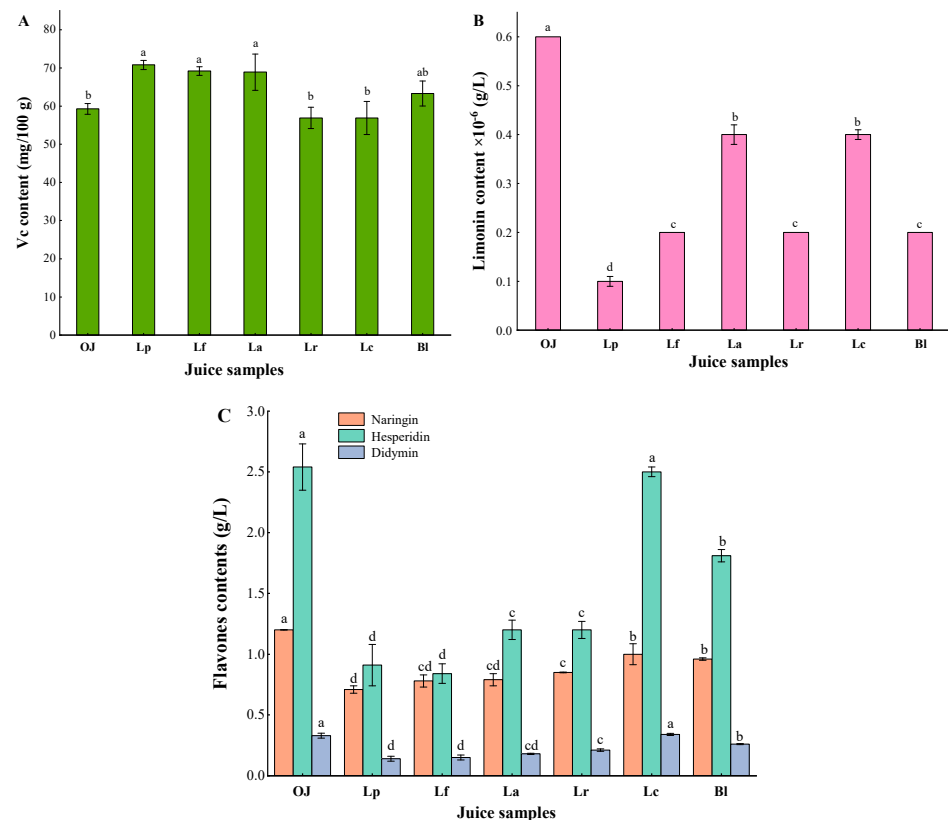 A
Vc content (mg/100 g)
80
70
60
50
40
30
20
10
0
b
a
a
a
b
b
ab
OJ Lp Lf La Lr Lc Bl
Juice samples
B
Limonin content ×10⁻⁶ (g/L)
0.6
0.5
0.4
0.3
0.2
0.1
0.0
a
d
c
b
c
b
c
OJ Lp Lf La Lr Lc Bl
Juice samples
C
Flavones contents (g/L)
3.0
2.5
2.0
1.5
1.0
0.5
0.0
Naringin
Hesperidin
Didymin
a a a
d d d
cd d d
cd c cd
c c c
b a a
b b b
OJ Lp Lf La Lr Lc Bl
Juice samples